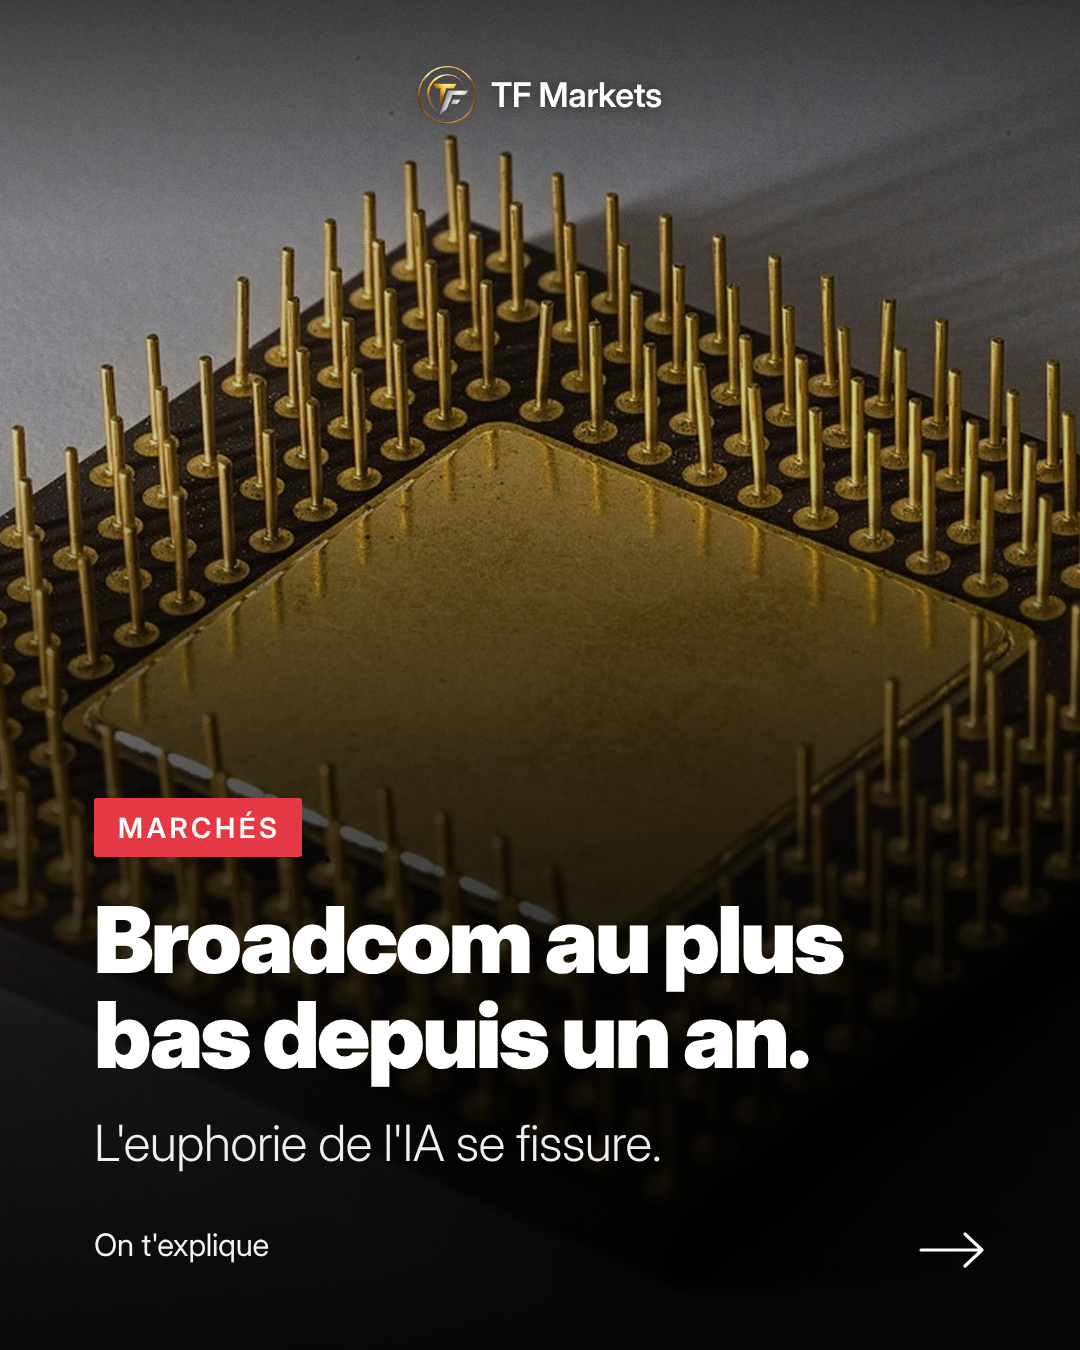 TF Markets
MARCHÉS
Broadcom au plus
bas depuis un an.
L'euphorie de l'IA se fissure.
On t'explique